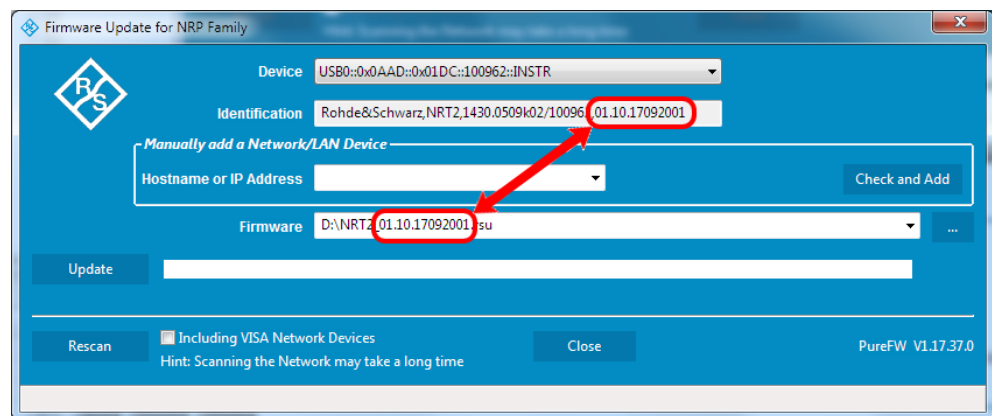 Firmware Update for NRP Family
R S
Device USB0::0x0AAD::0x01DC::100962::INSTR
Identification Rohde&Schwarz,NRT2,1430.0509k02/10096 ,01.10.17092001
Manually add a Network/LAN Device
Hostname or IP Address Check and Add
Firmware D:\NRT2_01.10.17092001.rsu ...
Update
Rescan Including VISA Network Devices Close PureFW V1.17.37.0
Hint: Scanning the Network may take a long time